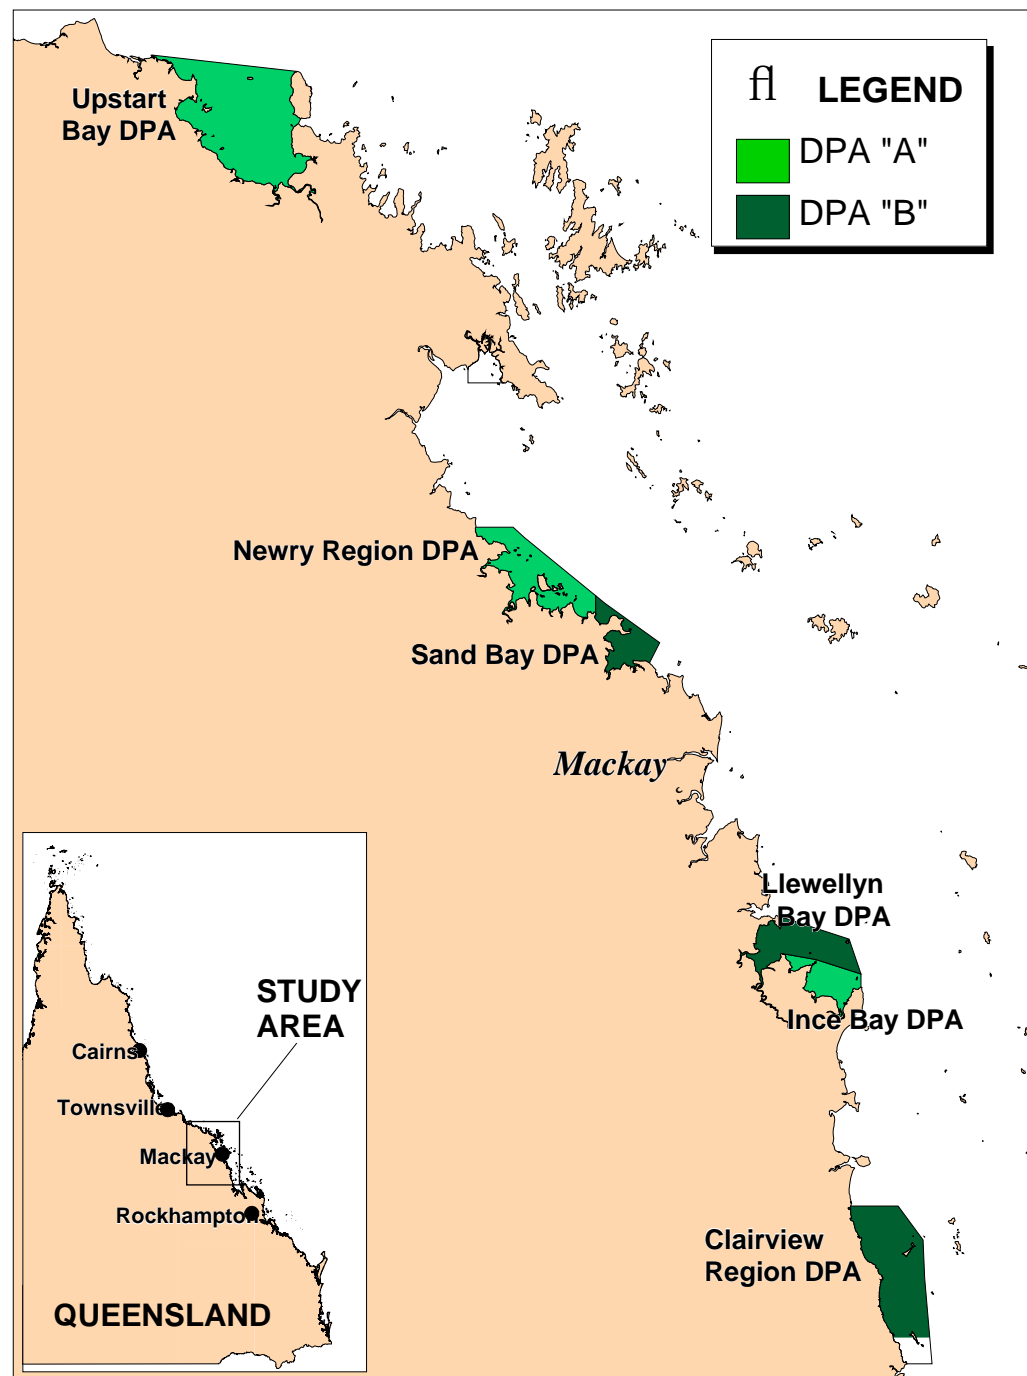 Upstart
Bay DPA
fl LEGEND
DPA "A"
DPA "B"
Newry Region DPA
Sand Bay DPA
Mackay
Llewellyn
Bay DPA
Ince Bay DPA
Clairview
Region DPA
STUDY
AREA
Cairns
Townsville
Mackay
Rockhampton
QUEENSLAND